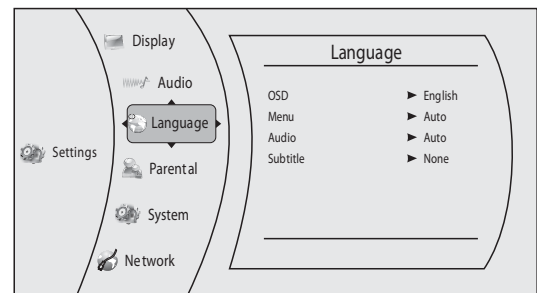 Settings
Display
Audio
Language
Parental
System
Network
Language
OSD ► English
Menu ► Auto
Audio ► Auto
Subtitle ► None